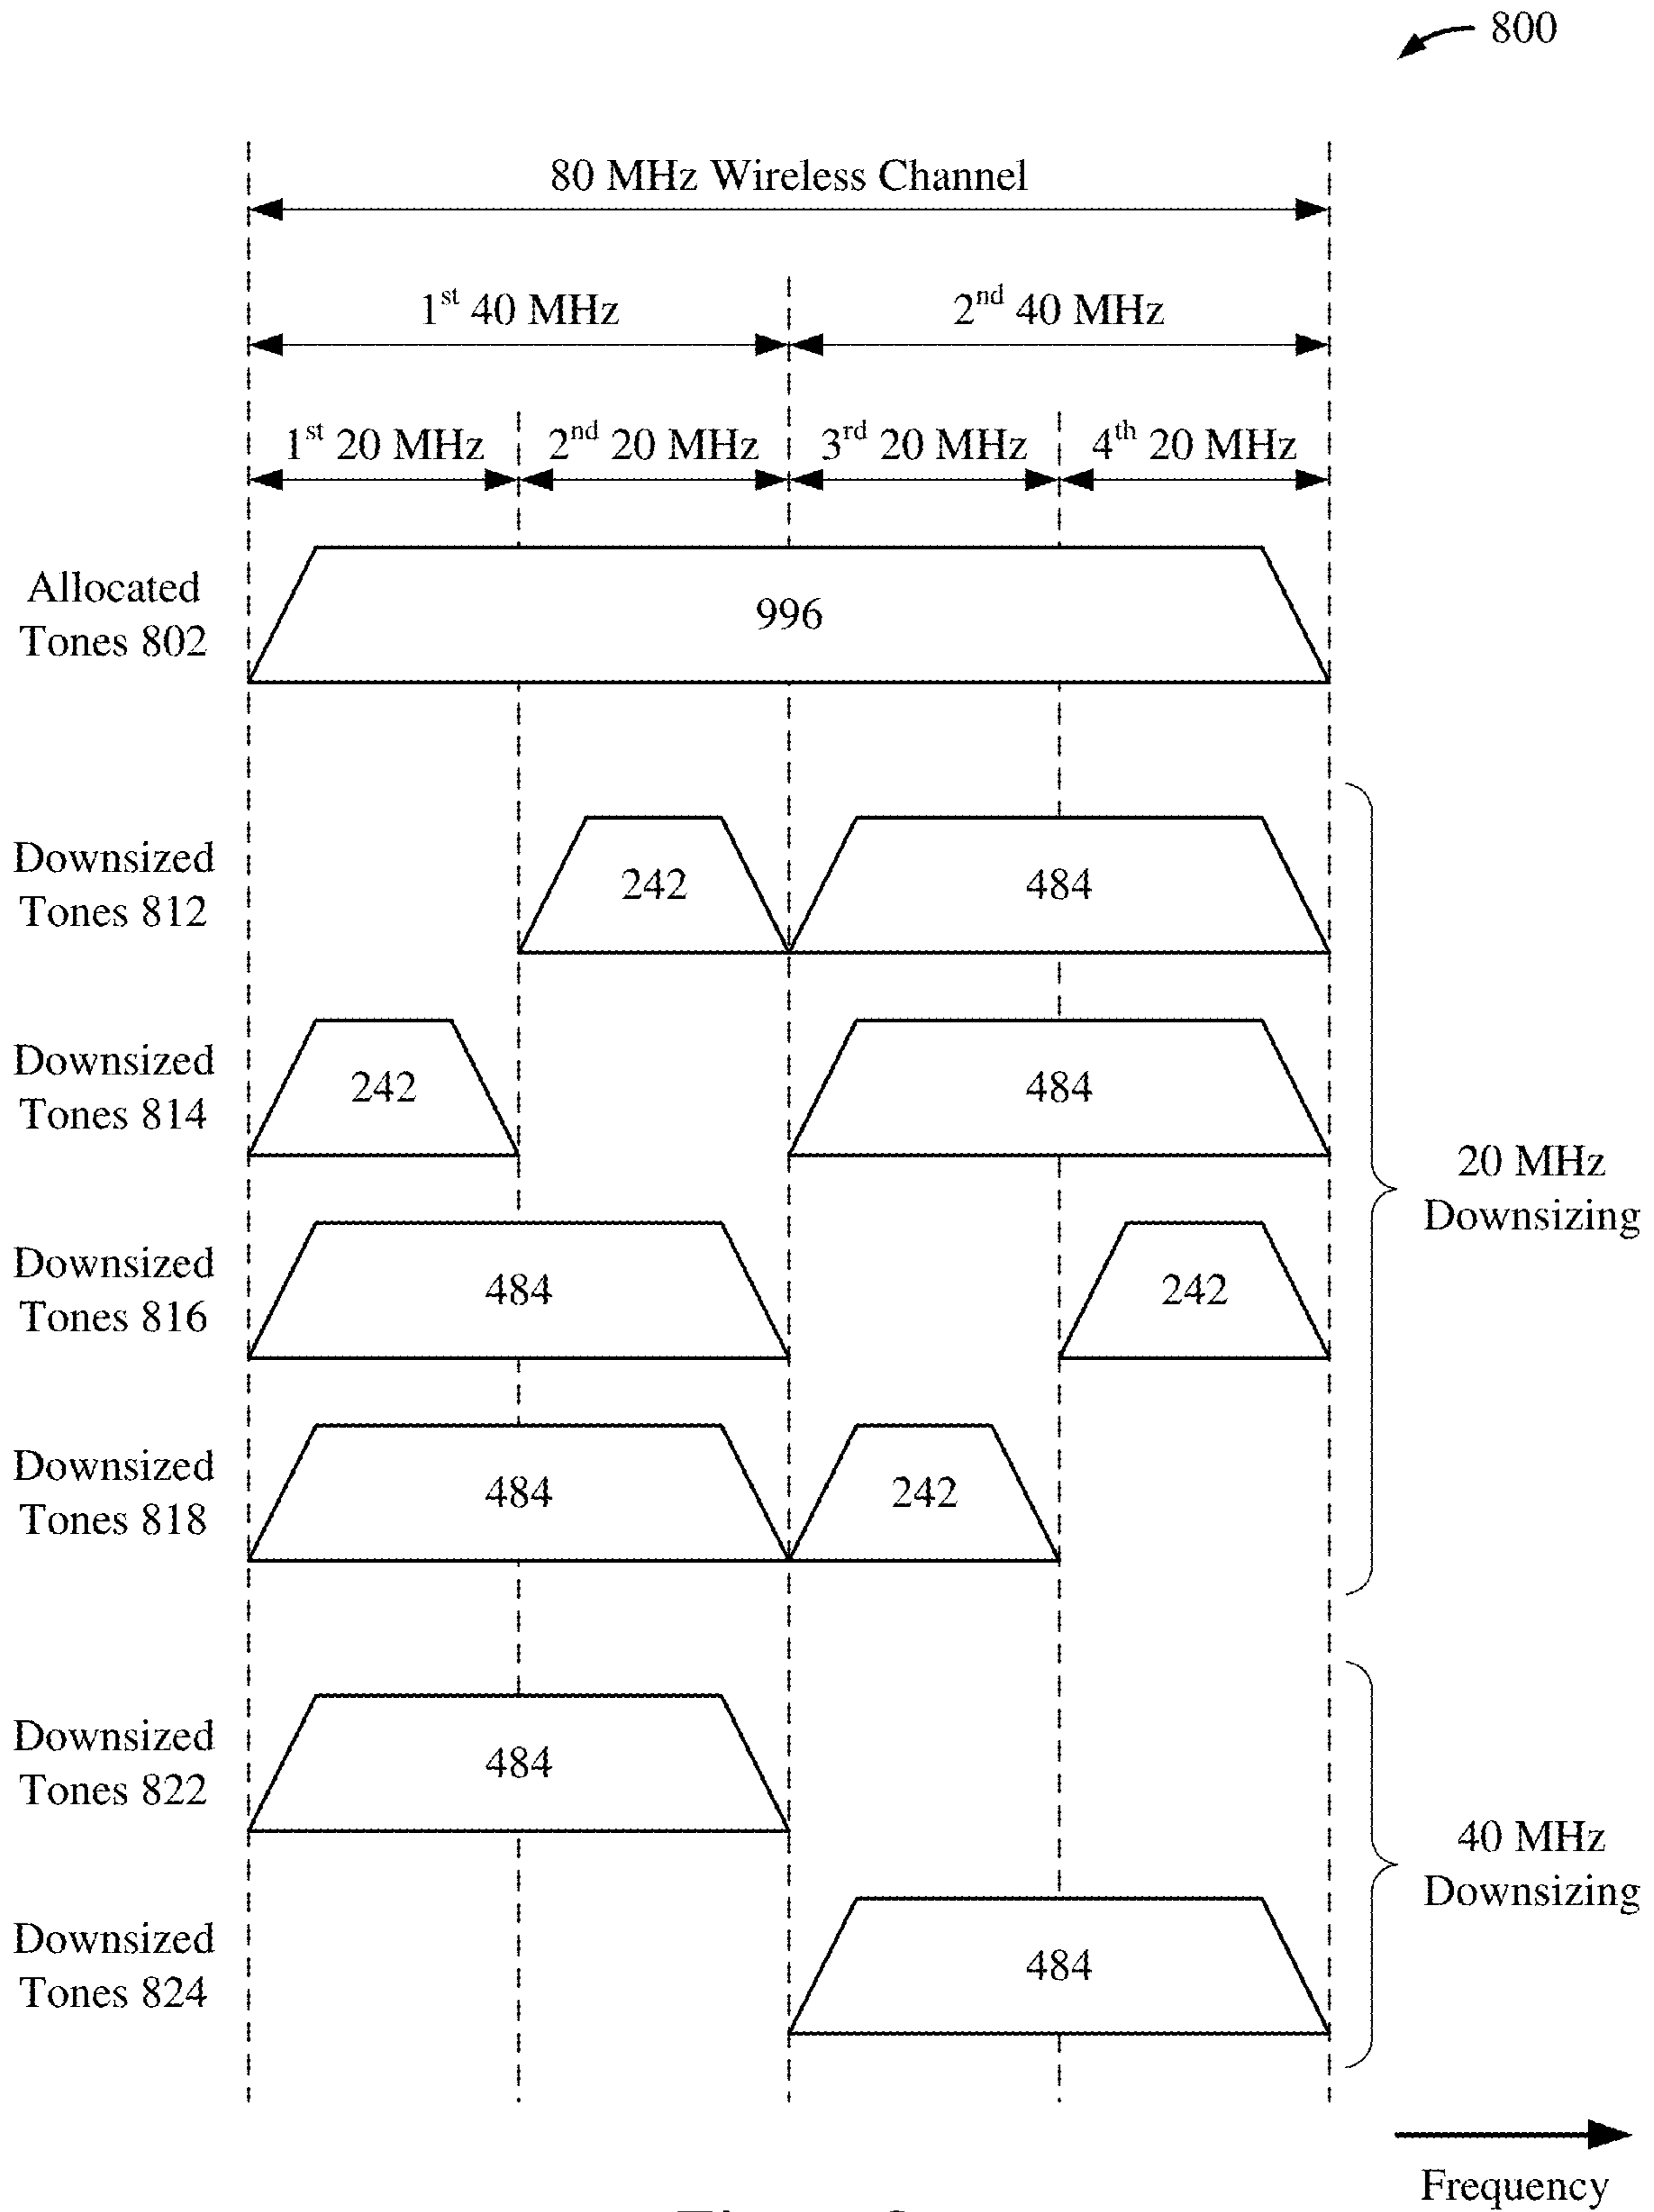 800
80 MHz Wireless Channel
1st 40 MHz
2nd 40 MHz
1st 20 MHz
2nd 20 MHz
3rd 20 MHz
4th 20 MHz
Allocated
Tones 802
996
Downsized
Tones 812
242
484
Downsized
Tones 814
242
484
20 MHz
Downsizing
Downsized
Tones 816
484
242
Downsized
Tones 818
484
242
Downsized
Tones 822
484
40 MHz
Downsizing
Downsized
Tones 824
484
Frequency